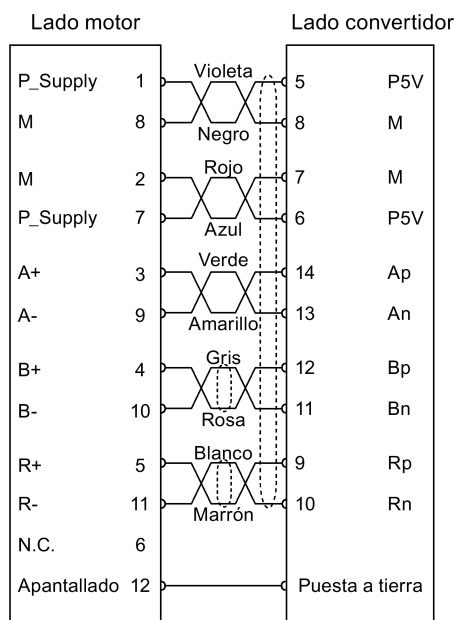 Lado motor Lado convertidor
Violeta
P_Supply 1 5 P5V
M 8 8 M
Negro
Rojo
M 2 7 M
P_Supply 7 6 P5V
Azul
Verde
A+ 3 14 Ap
A- 9 13 An
Amarillo
Gris
B+ 4 12 Bp
B- 10 11 Bn
Rosa
Blanco
R+ 5 9 Rp
R- 11 10 Rn
Marrón
N.C. 6
Apantallado 12 Puesta a tierra